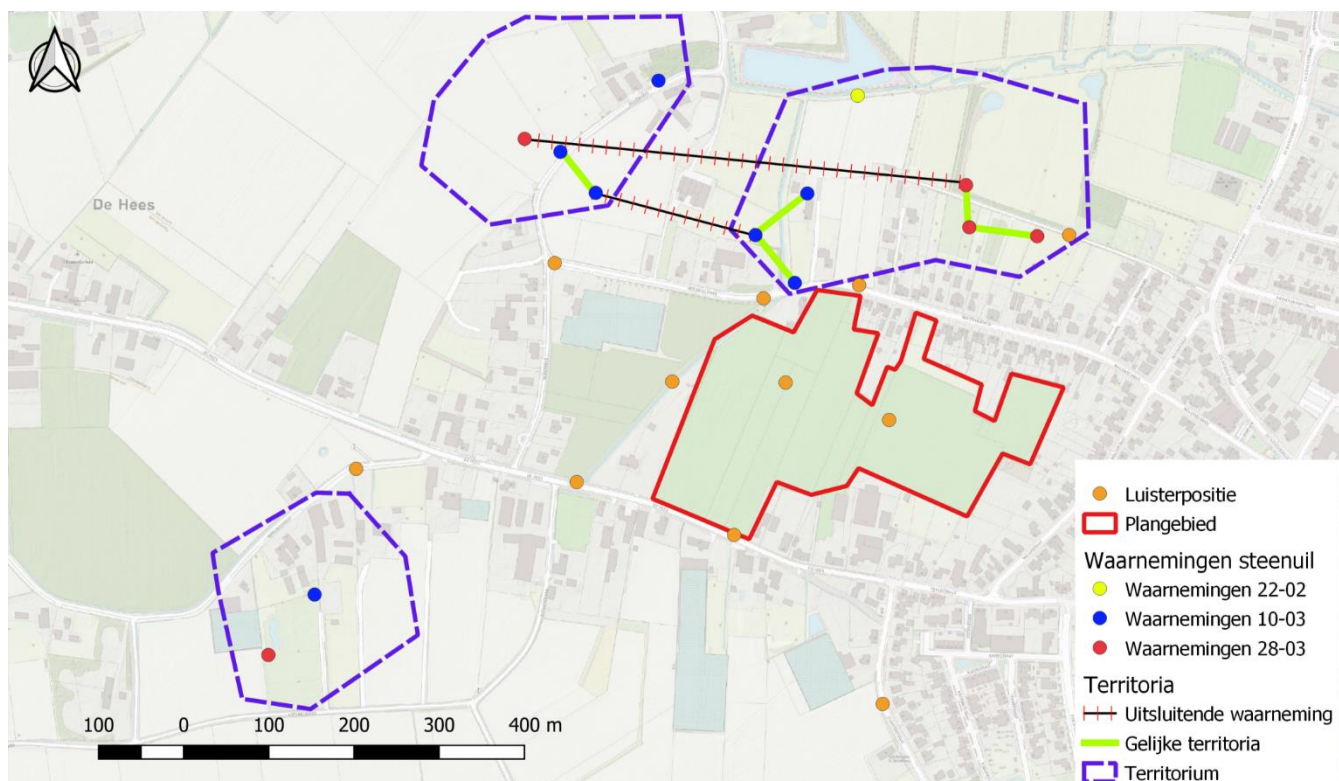 N
De Hees
Luisterpositie
Plangebied
Waarnemingen steenuil
Waarnemingen 22-02
Waarnemingen 10-03
Waarnemingen 28-03
Territoria
Uitsluitende waarneming
Gelijke territoria
Territorium
100 0 100 200 300 400 m